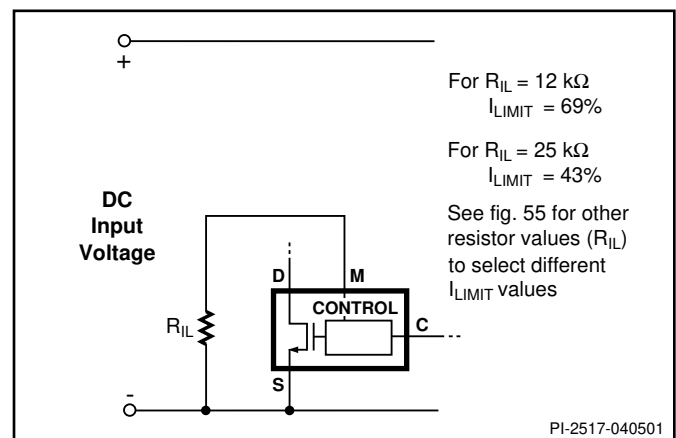 +
For R_IL = 12 kΩ
I_LIMIT = 69%
For R_IL = 25 kΩ
I_LIMIT = 43%
See fig. 55 for other
resistor values (R_IL)
to select different
I_LIMIT values
DC
Input
Voltage
D
M
CONTROL
C
R_IL
S
-
PI-2517-040501